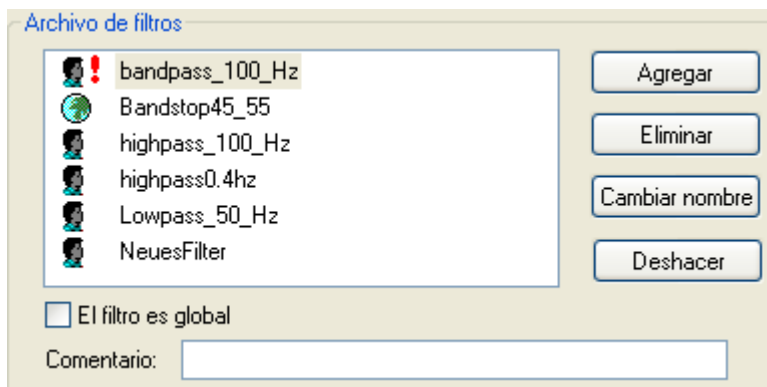 Archivo de filtros
bandpass_100_Hz
Bandstop45_55
highpass_100_Hz
highpass0.4hz
Lowpass_50_Hz
NeuesFilter
Agregar
Eliminar
Cambiar nombre
Deshacer
El filtro es global
Comentario: